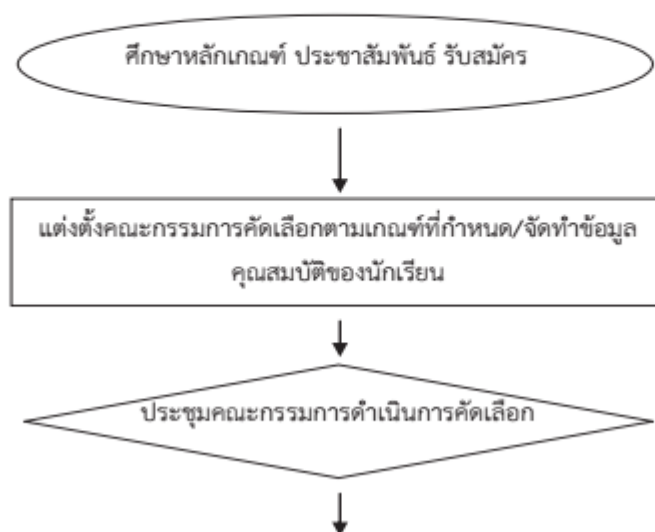 ศึกษาหลักเกณฑ์ ประชาสัมพันธ์ รับสมัคร
แต่งตั้งคณะกรรมการคัดเลือกตามเกณฑ์ที่กำหนด/จัดทำข้อมูล
คุณสมบัติของนักเรียน
ประชุมคณะกรรมการดำเนินการคัดเลือก